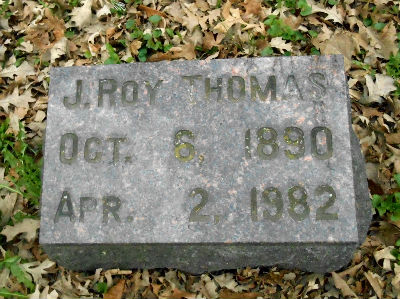 J. ROY THOMAS
OCT. 6, 1890
APR. 2, 1982